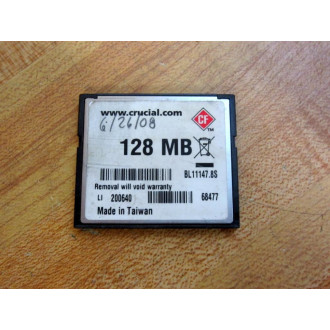 www.crucial.com
6/26/08
CF
TM
128 MB
BL11147.8S
Removal will void warranty
LI 200640 68477
Made in Taiwan